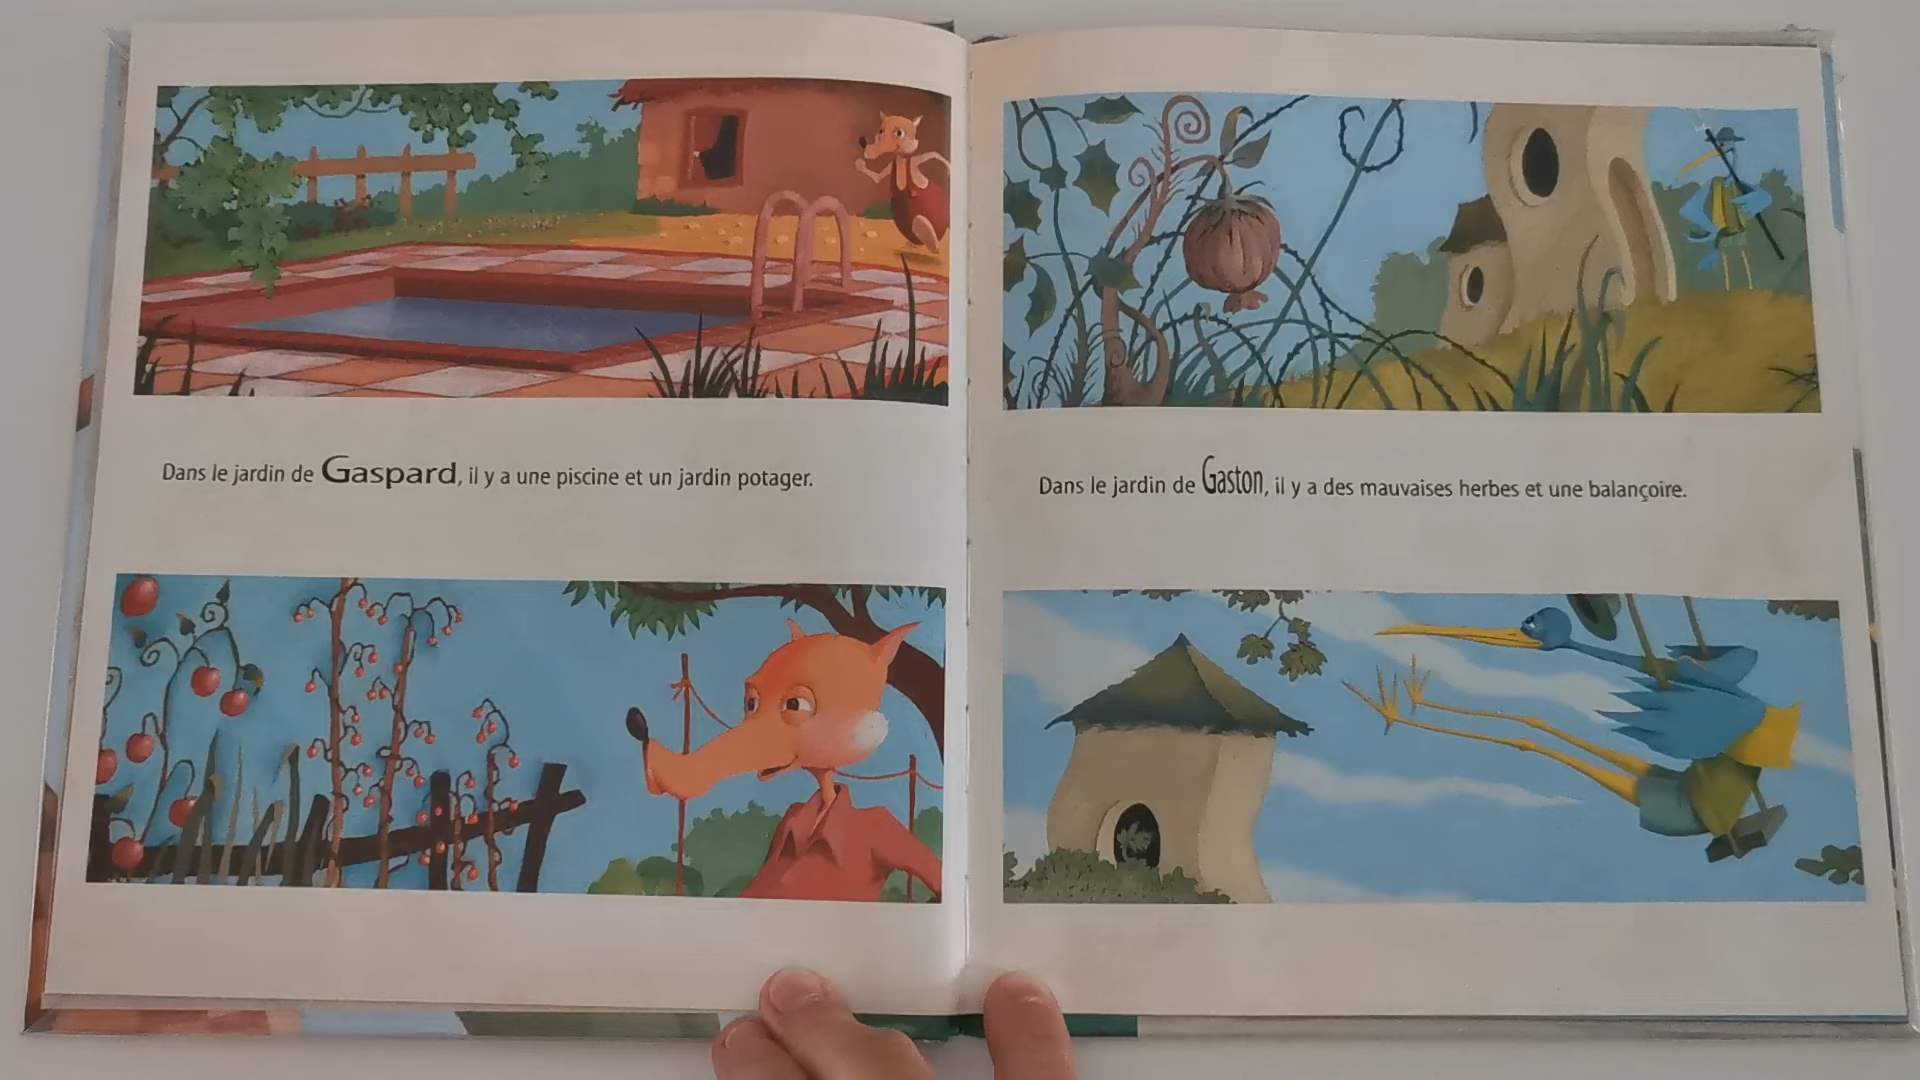 Dans le jardin de Gaspard, il y a une piscine et un jardin potager.
Dans le jardin de Gaston, il y a des mauvaises herbes et une balançoire.